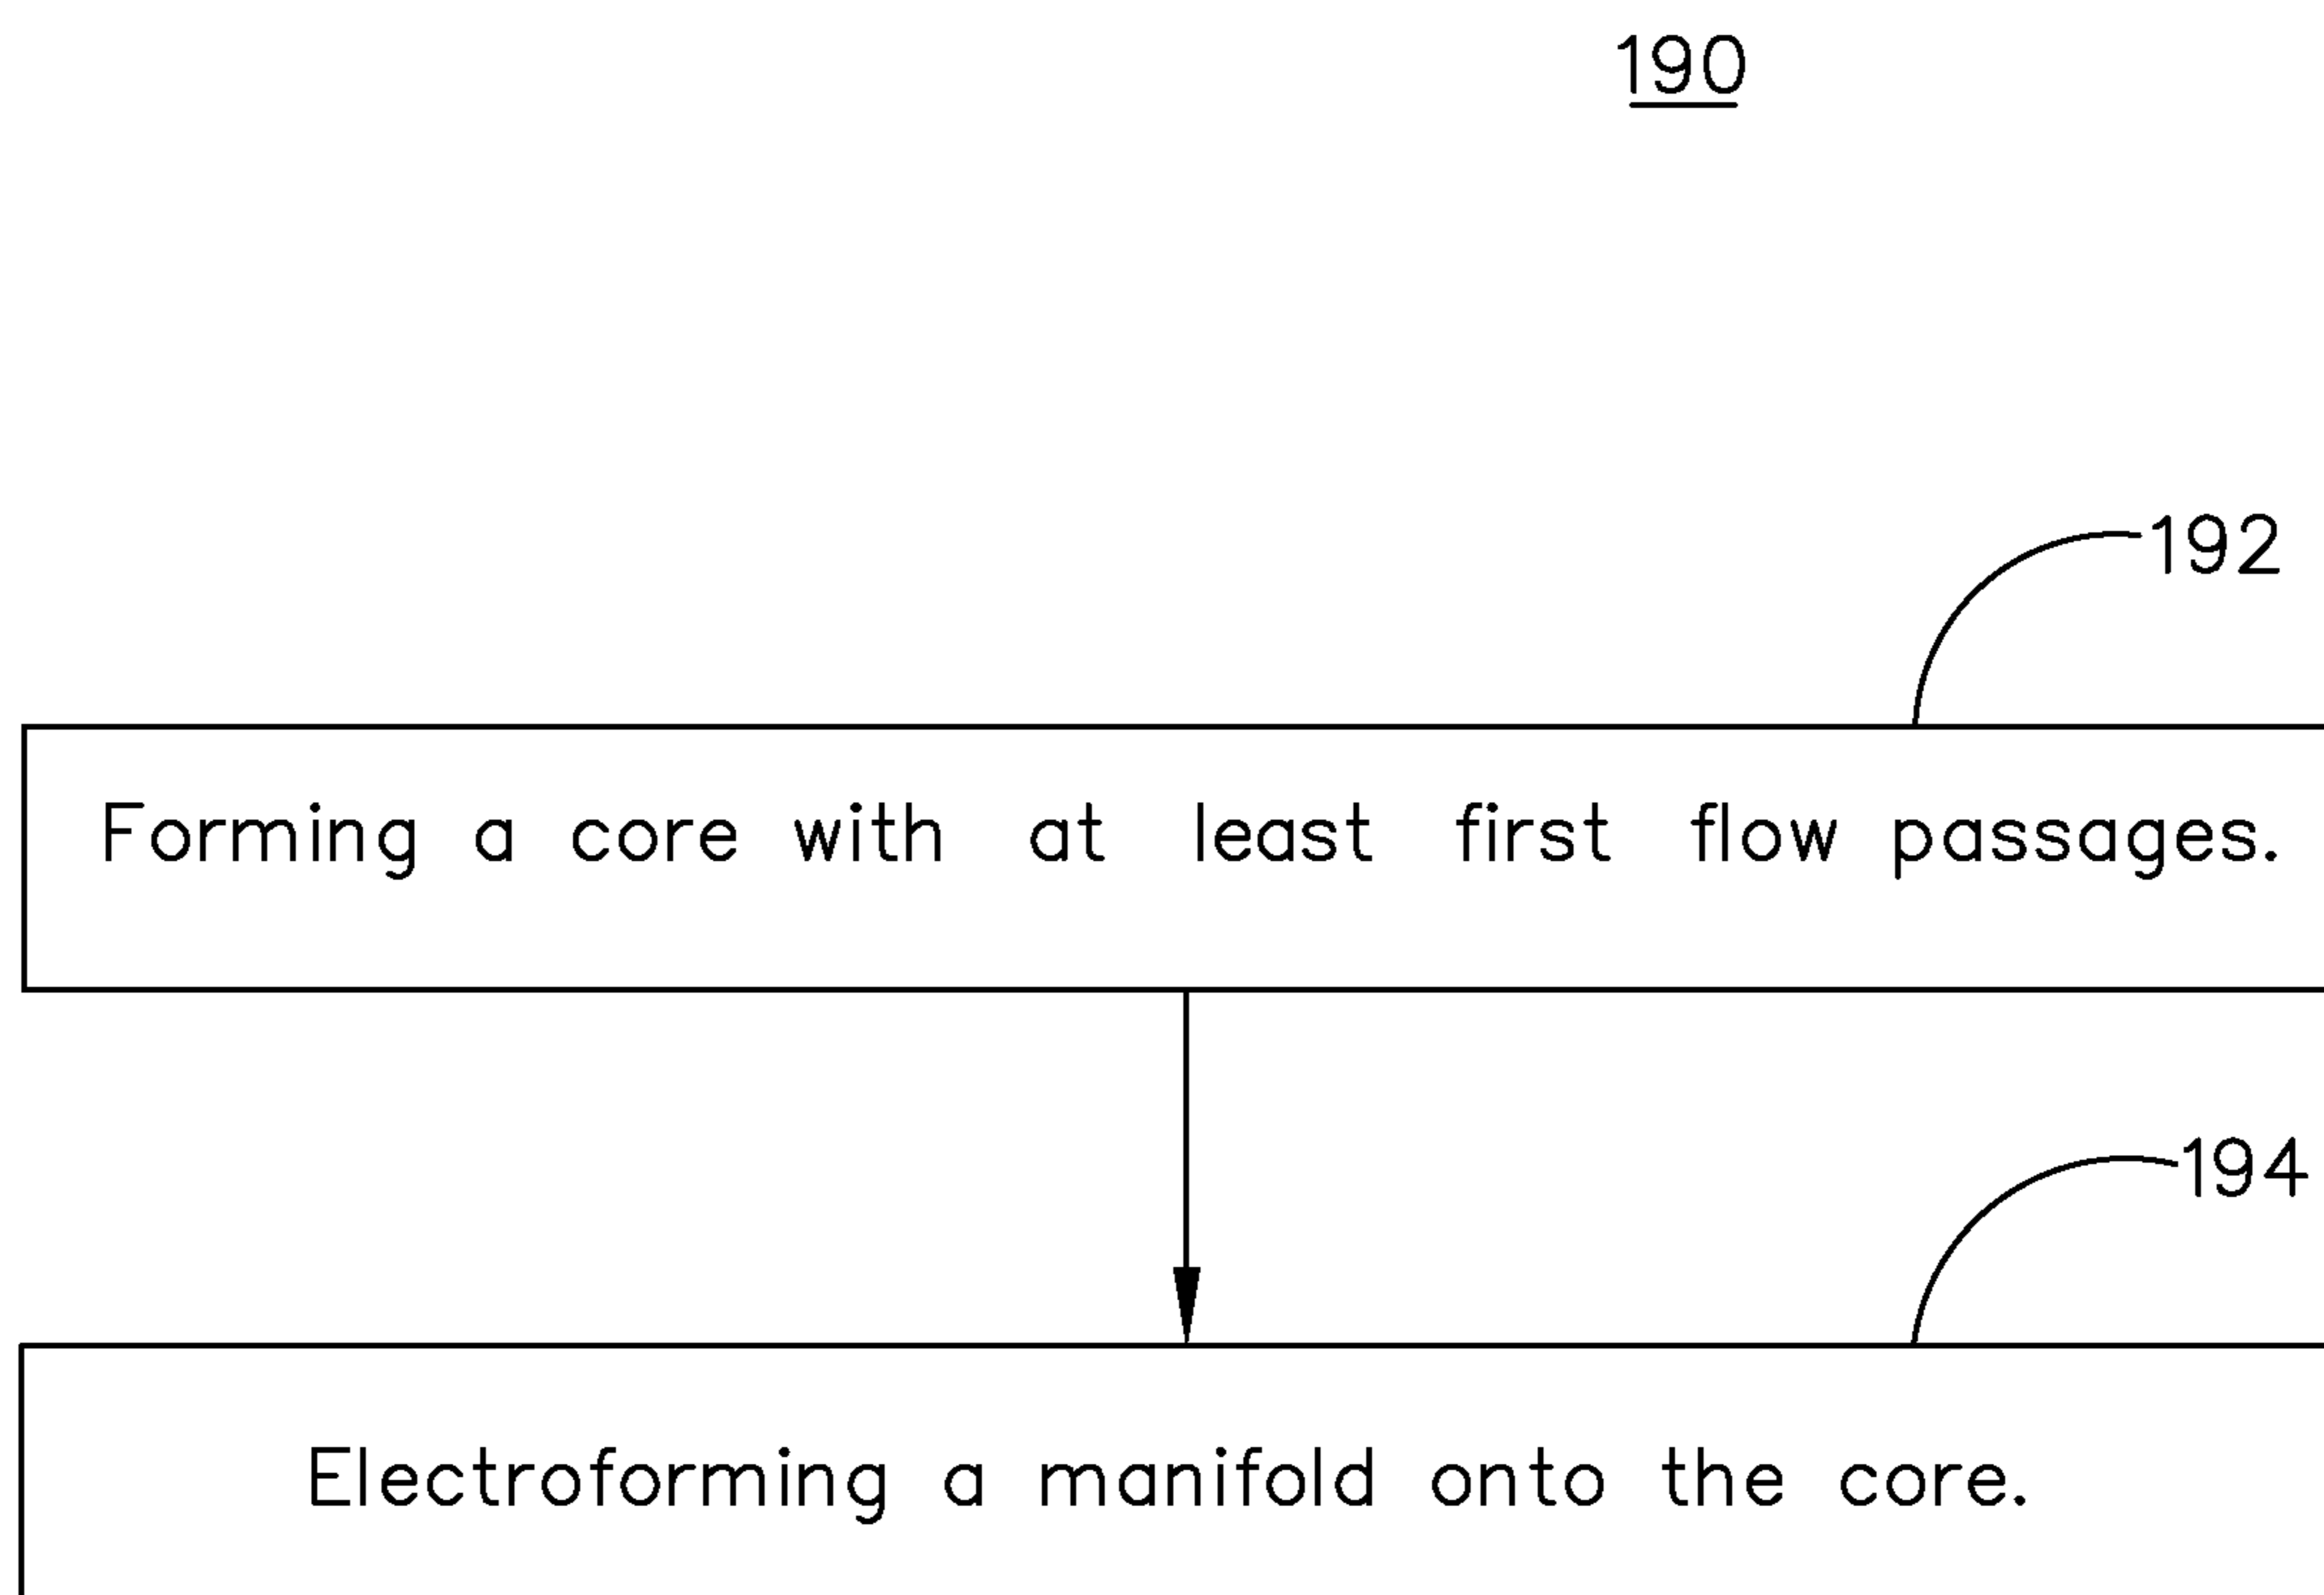 190
192
Forming a core with at least first flow passages.
194
Electroforming a manifold onto the core.